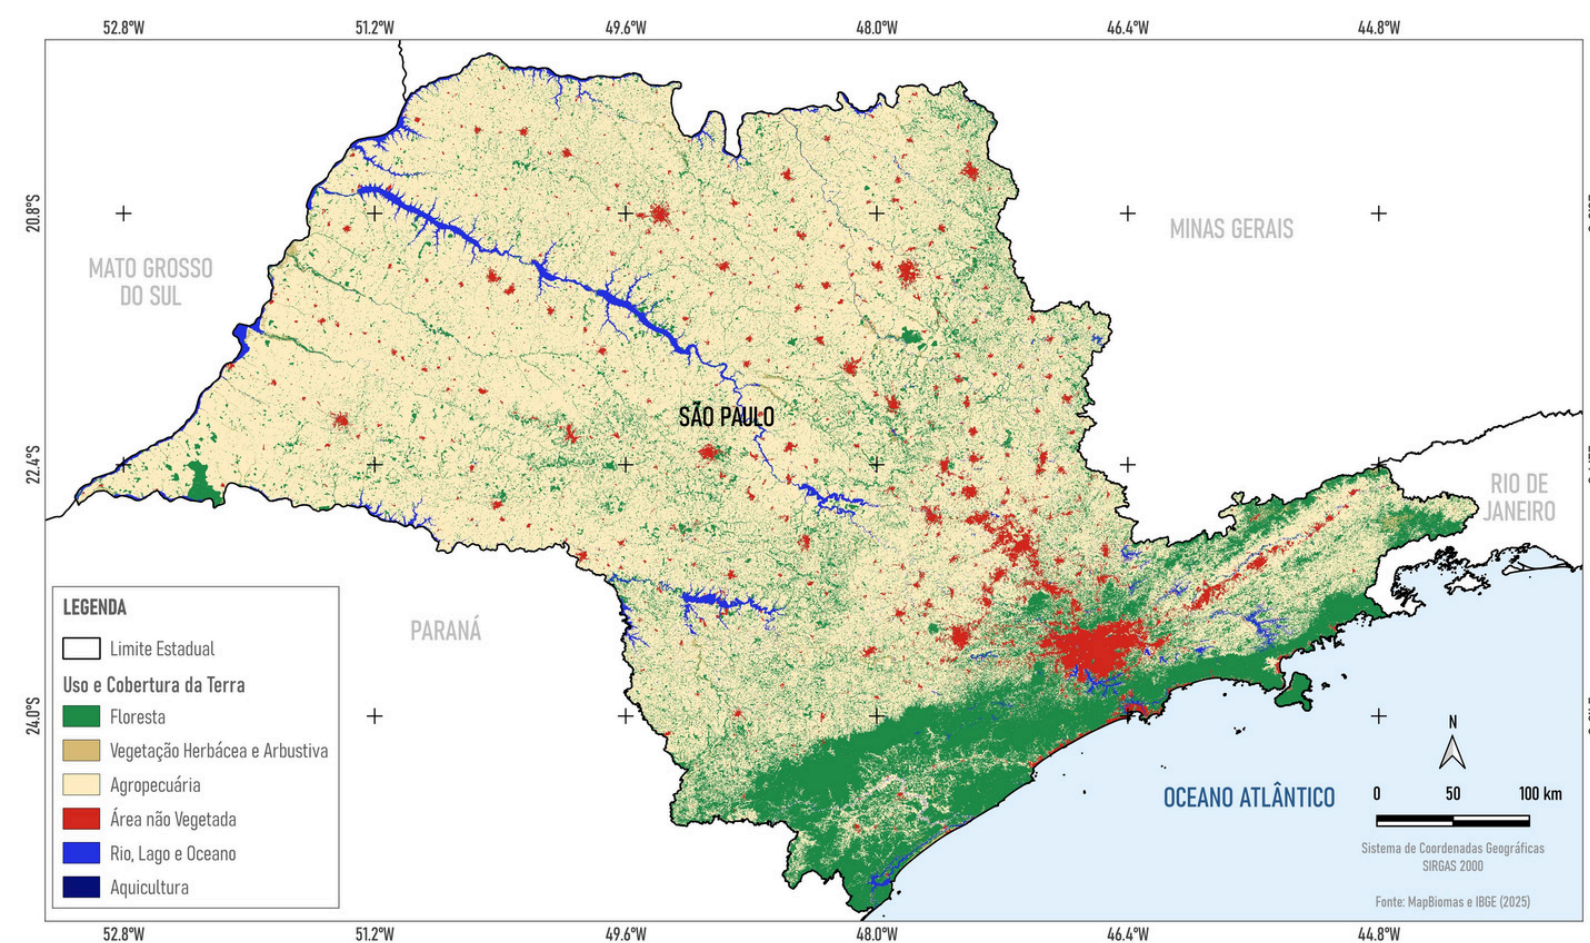 52.8°W
51.2°W
49.6°W
48.0°W
46.4°W
44.8°W
20.8°S
MINAS GERAIS
MATO GROSSO
DO SUL
SÃO PAULO
22.4°S
RIO DE
JANEIRO
PARANÁ
LEGENDA
Limite Estadual
Uso e Cobertura da Terra
Floresta
Vegetação Herbácea e Arbustiva
Agropecuária
Área não Vegetada
Rio, Lago e Oceano
Aquicultura
24.0°S
N
OCEANO ATLÂNTICO
0
50
100 km
Sistema de Coordenadas Geográficas
SIRGAS 2000
Fonte: MapBiomas e IBGE (2025)
52.8°W
51.2°W
49.6°W
48.0°W
46.4°W
44.8°W